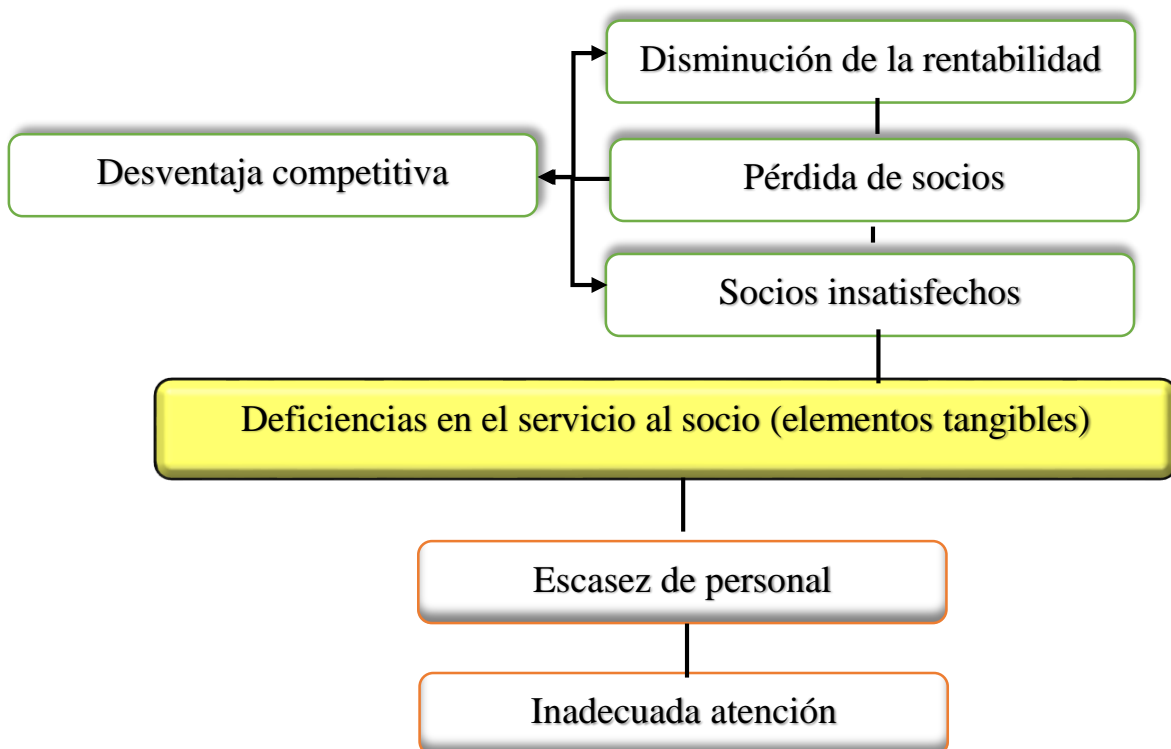 Disminución de la rentabilidad
Desventaja competitiva
Pérdida de socios
Socios insatisfechos
Deficiencias en el servicio al socio (elementos tangibles)
Escasez de personal
Inadecuada atención